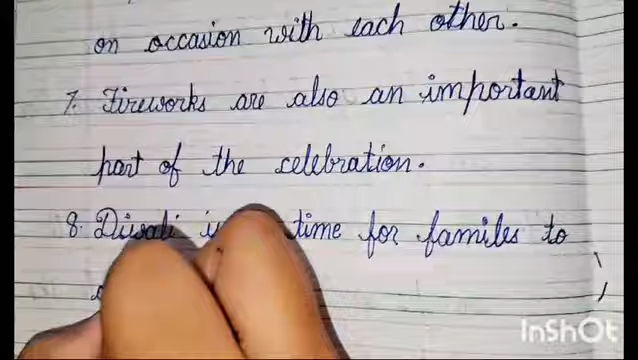 on occasion with each other.
7. Fireworks are also an important
part of the celebration.
8. Diwali time for familes to
InShOt